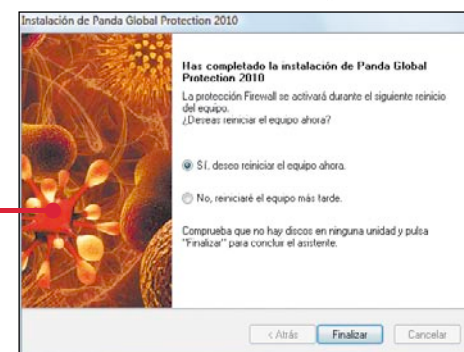 Instalación de Panda Global Protection 2010
Has completado la instalación de Panda Global
Protection 2010
La protección Firewall se activará durante el siguiente reinicio
del equipo.
¿Deseas reiniciar el equipo ahora?
Sí, deseo reiniciar el equipo ahora.
No, reiniciaré el equipo más tarde.
Comprueba que no hay discos en ninguna unidad y pulsa
"Finalizar" para concluir el asistente.
< Atrás
Finalizar
Cancelar